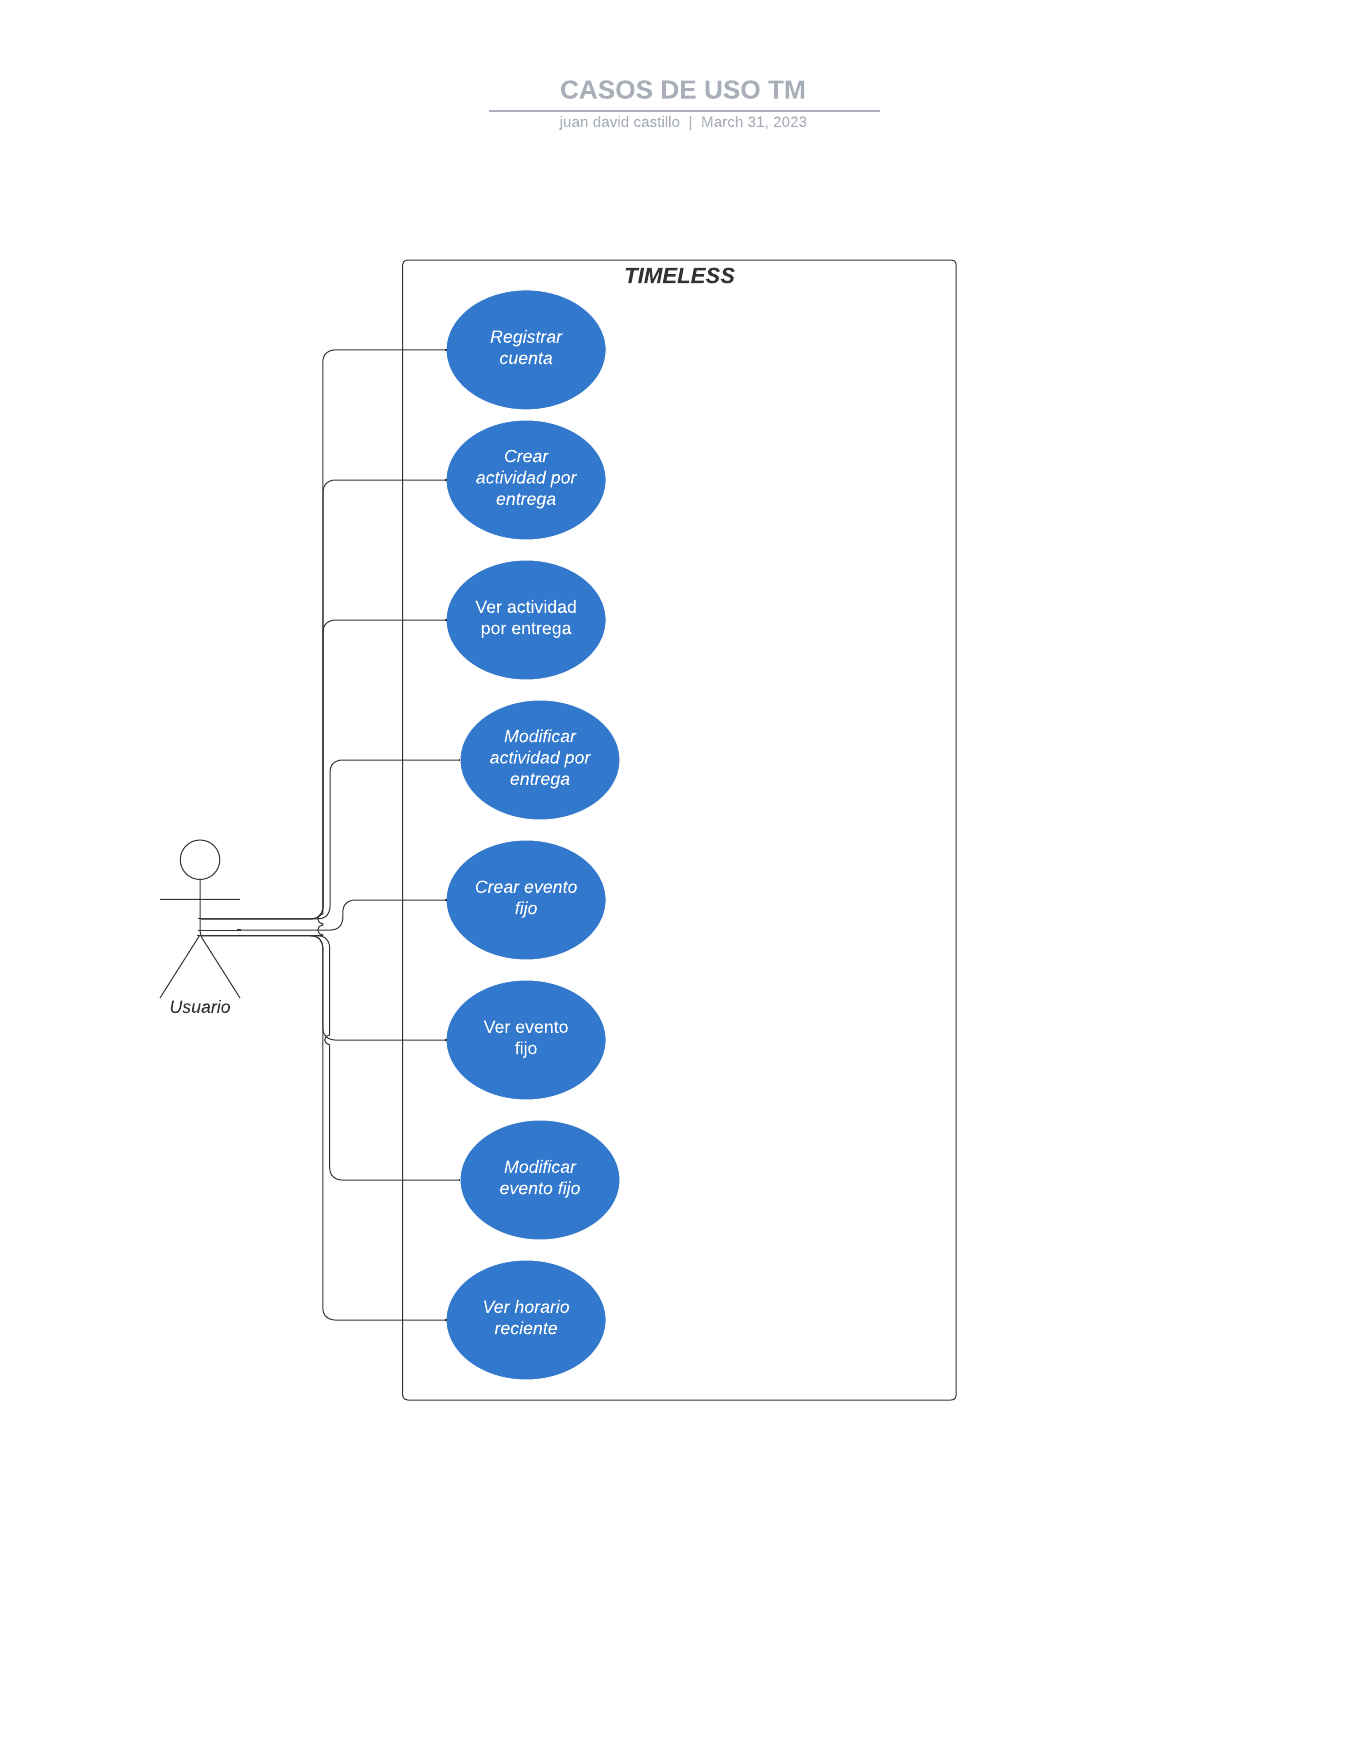 CASOS DE USO TM
juan david castillo | March 31, 2023
TIMELESS
Registrar
cuenta
Crear
actividad por
entrega
Ver actividad
por entrega
Modificar
actividad por
entrega
Crear evento
fijo
Usuario
Ver evento
fijo
Modificar
evento fijo
Ver horario
reciente